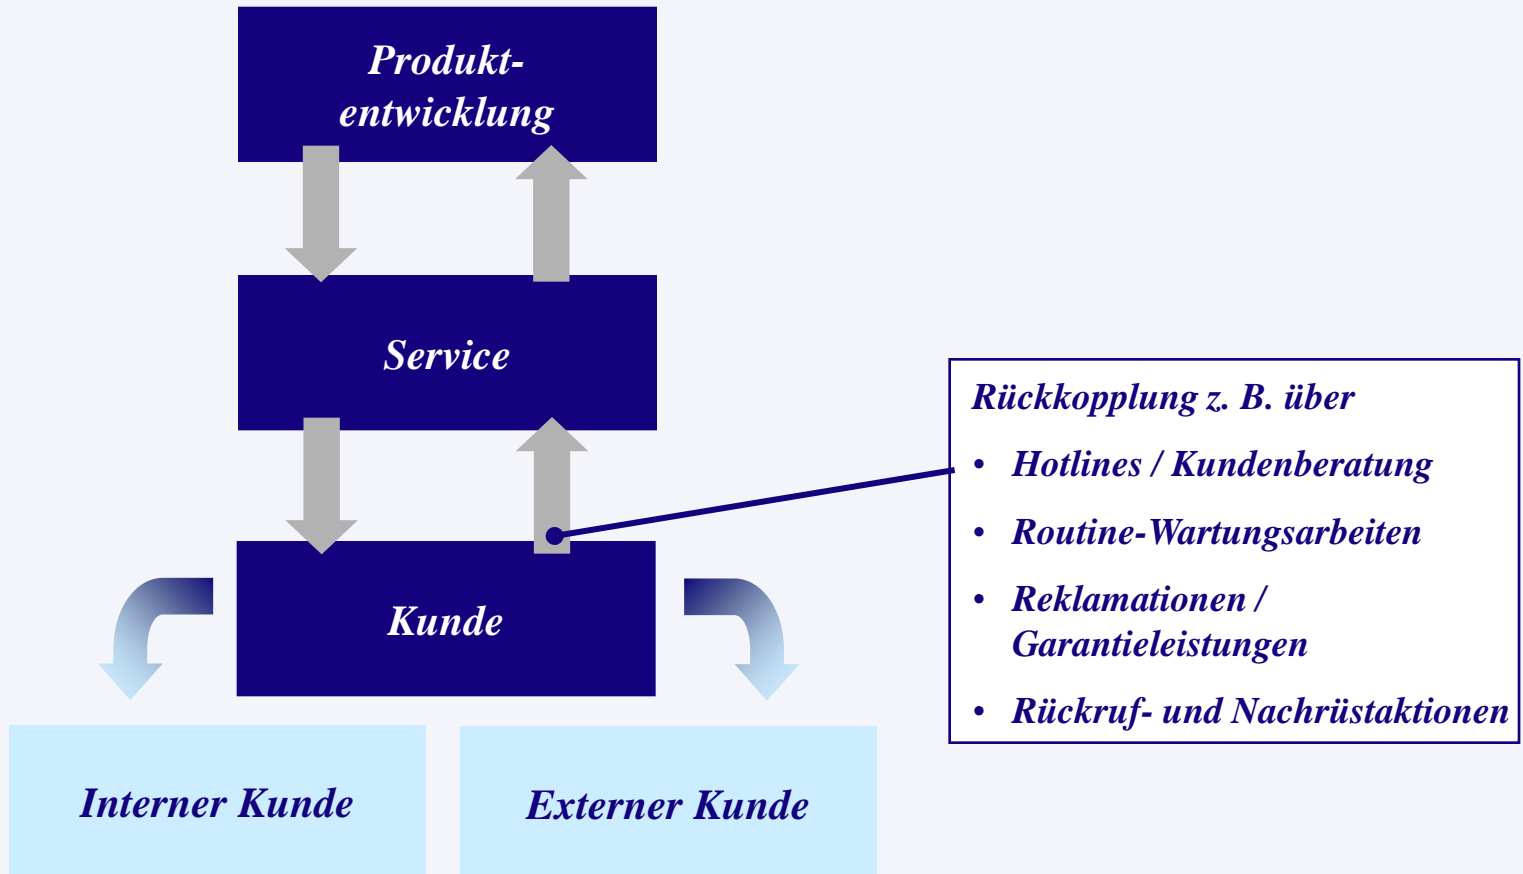 Produkt-
entwicklung
Service
Rückkopplung z. B. über
• Hotlines / Kundenberatung
• Routine-Wartungsarbeiten
• Reklamationen /
Garantieleistungen
• Rückruf- und Nachrüstaktionen
Kunde
Interner Kunde
Externer Kunde